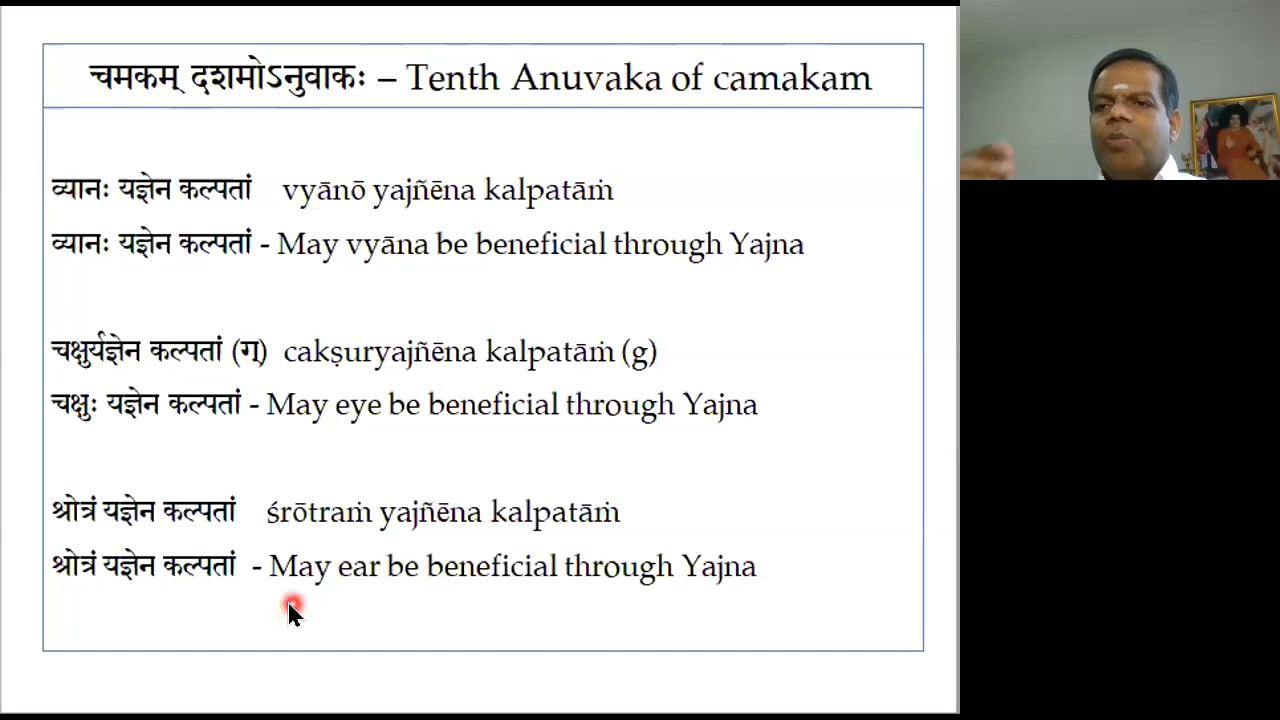 चमकम् दशमोऽनुवाकः – Tenth Anuvaka of camakam
व्यानः यज्ञेन कल्पतां vyānō yajñēna kalpatāṁ
व्यानः यज्ञेन कल्पतां - May vyāna be beneficial through Yajna
चक्षुर्यज्ञेन कल्पतां (ग्) cakṣuryajñēna kalpatāṁ (g)
चक्षुः यज्ञेन कल्पतां - May eye be beneficial through Yajna
श्रोत्रं यज्ञेन कल्पतां śrōtraṁ yajñēna kalpatāṁ
श्रोत्रं यज्ञेन कल्पतां - May ear be beneficial through Yajna